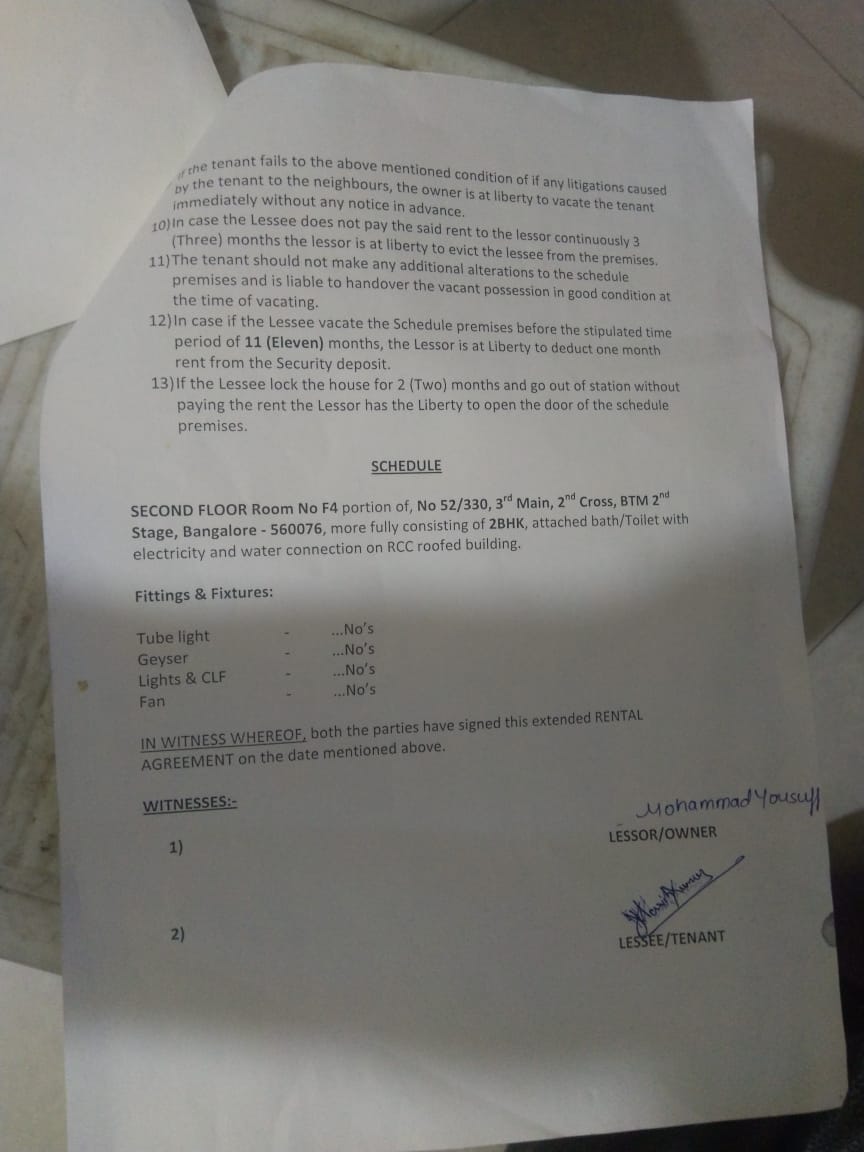 If the tenant fails to the above mentioned condition of if any litigations caused
by the tenant to the neighbours, the owner is at liberty to vacate the tenant
immediately without any notice in advance.
10)In case the Lessee does not pay the said rent to the lessor continuously 3
(Three) months the lessor is at liberty to evict the lessee from the premises.
11)The tenant should not make any additional alterations to the schedule
premises and is liable to handover the vacant possession in good condition at
the time of vacating.
12)In case if the Lessee vacate the Schedule premises before the stipulated time
period of 11 (Eleven) months, the Lessor is at Liberty to deduct one month
rent from the Security deposit.
13)If the Lessee lock the house for 2 (Two) months and go out of station without
paying the rent the Lessor has the Liberty to open the door of the schedule
premises.
SCHEDULE
SECOND FLOOR Room No F4 portion of, No 52/330, 3rd Main, 2nd Cross, BTM 2nd
Stage, Bangalore - 560076, more fully consisting of 2BHK, attached bath/Toilet with
electricity and water connection on RCC roofed building.
Fittings & Fixtures:
Tube light - ...No's
Geyser - ...No's
Lights & CLF - ...No's
Fan - ...No's
IN WITNESS WHEREOF, both the parties have signed this extended RENTAL
AGREEMENT on the date mentioned above.
WITNESSES:-
Mohammad Yousuff
LESSOR/OWNER
1)
2)
LESSEE/TENANT